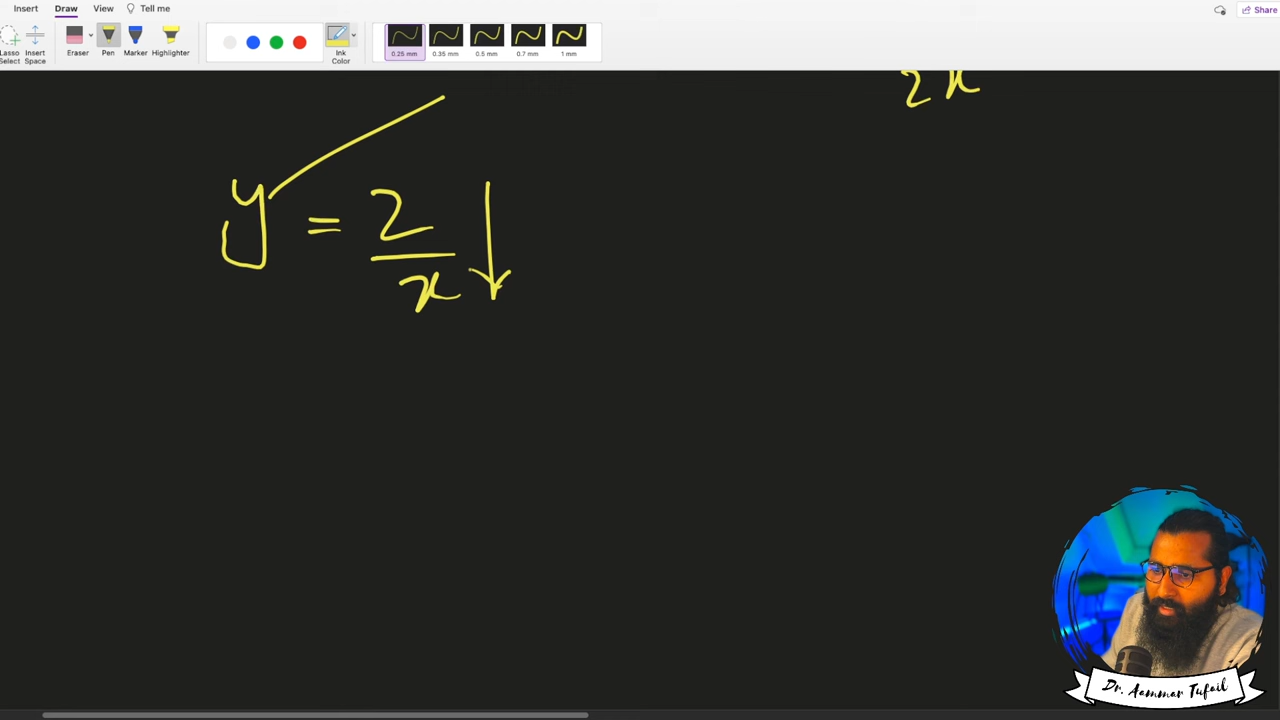 Insert Draw View Tell me Share
Lasso Select Insert Space Eraser Pen Marker Highlighter Ink Color 0.25 mm 0.35 mm 0.5 mm 0.7 mm 1 mm
2x
y = 2/x
Dr. Aammar Tufail